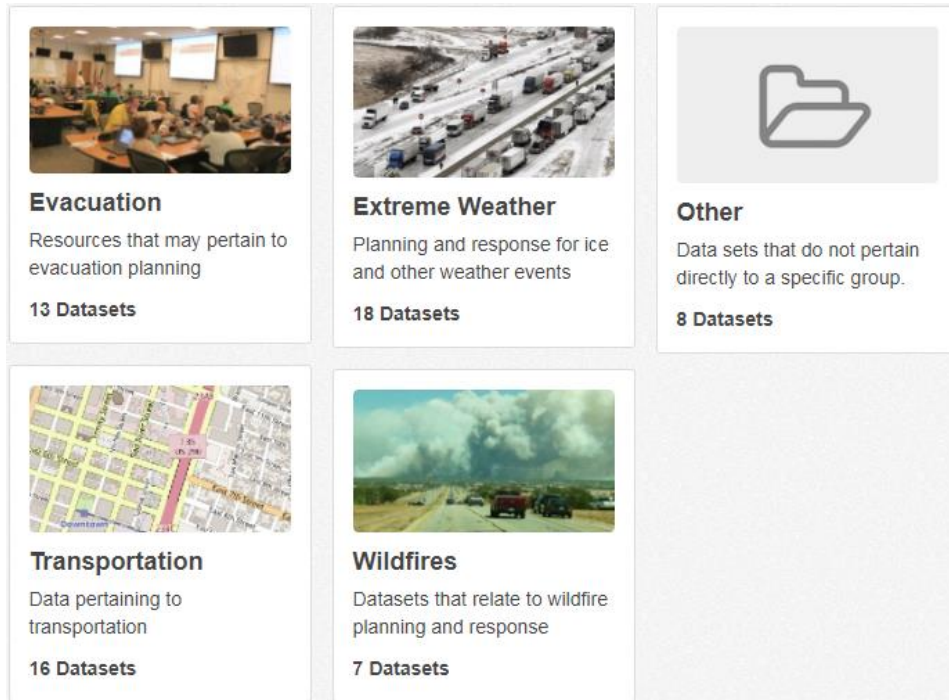 Evacuation
Resources that may pertain to
evacuation planning
13 Datasets
Extreme Weather
Planning and response for ice
and other weather events
18 Datasets
Other
Data sets that do not pertain
directly to a specific group.
8 Datasets
Downtown
Transportation
Data pertaining to
transportation
16 Datasets
Wildfires
Datasets that relate to wildfire
planning and response
7 Datasets